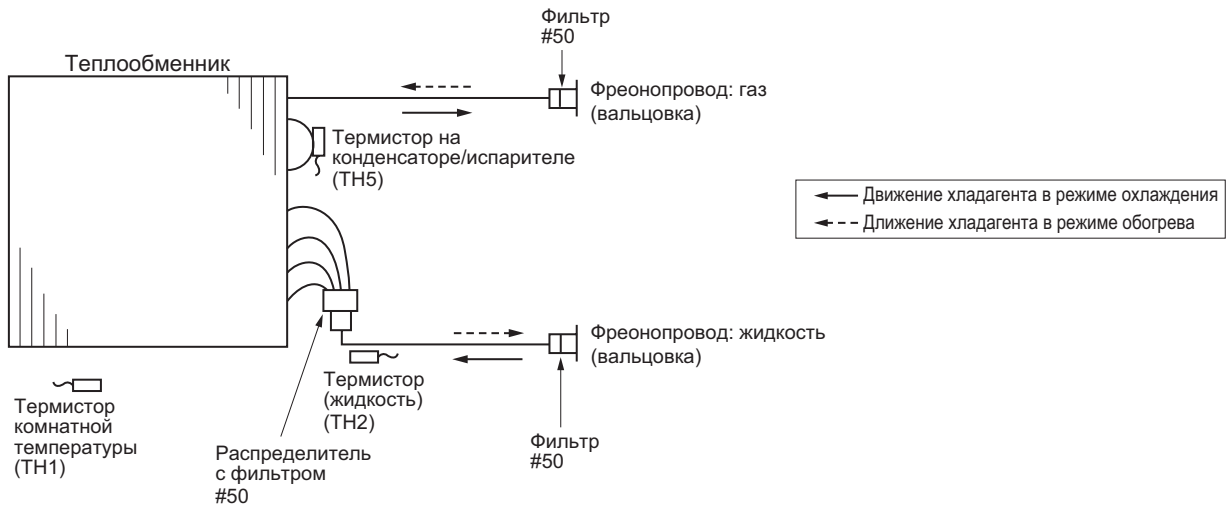 Фильтр
#50
Теплообменник
Фреонопровод: газ
(вальцовка)
Термистор на
конденсаторе/испарителе
(TH5)
Движение хладагента в режиме охлаждения
Длижение хладагента в режиме обогрева
Фреонопровод: жидкость
(вальцовка)
Термистор
(жидкость)
(TH2)
Термистор
комнатной
температуры
(TH1)
Распределитель
с фильтром
#50
Фильтр
#50